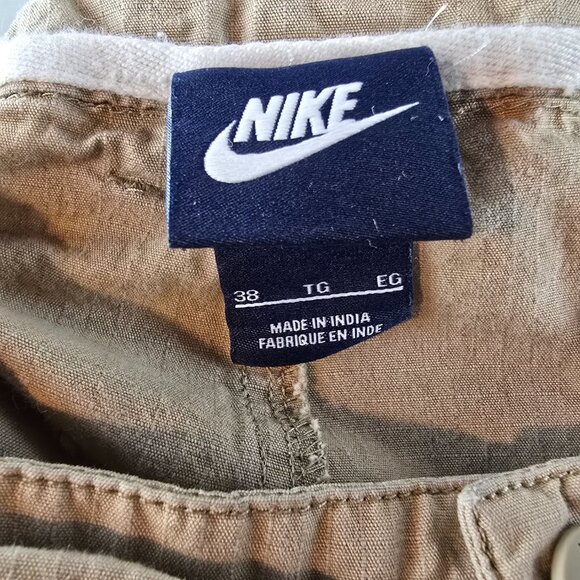 NIKE
38 TG EG
MADE IN INDIA
FABRIQUE EN INDE